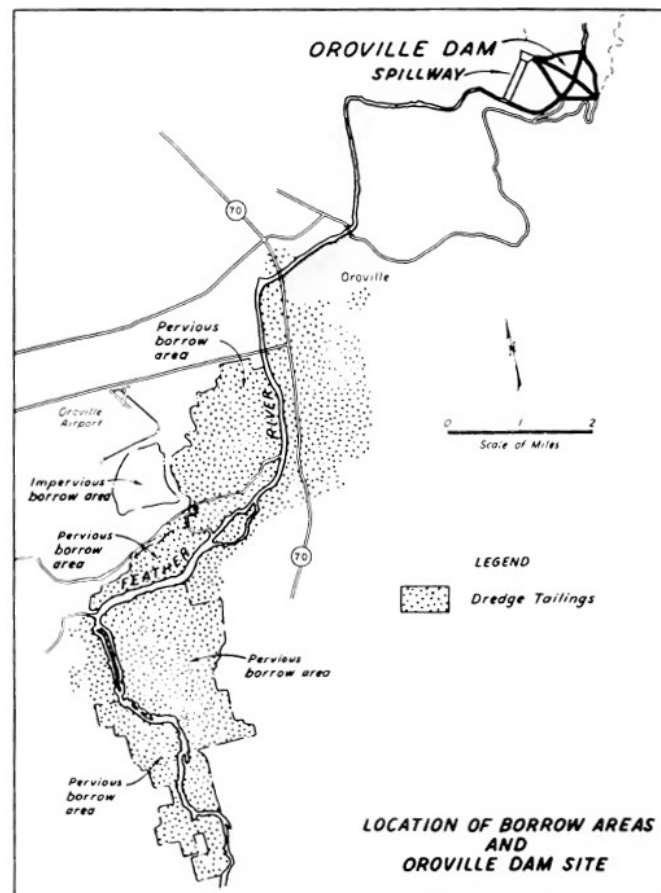 OROVILLE DAM
SPILLWAY
70
Oroville
Pervious
borrow
area
RIVER
N
Oroville
Airport
0 1 2
Scale of Miles
Impervious
borrow area
Pervious
borrow
area
FEATHER
70
LEGEND
Dredge Tailings
Pervious
borrow area
Pervious
borrow
area
LOCATION OF BORROW AREAS
AND
OROVILLE DAM SITE